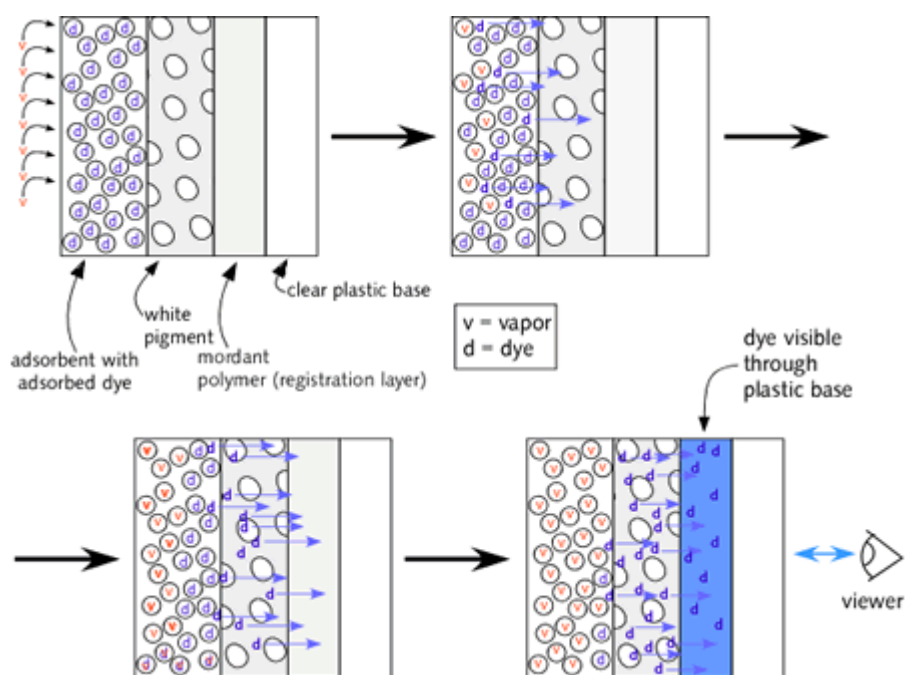 clear plastic base
white
pigment
adsorbent with
adsorbed dye
mordant
polymer (registration layer)
v = vapor
d = dye
dye visible
through
plastic base
viewer